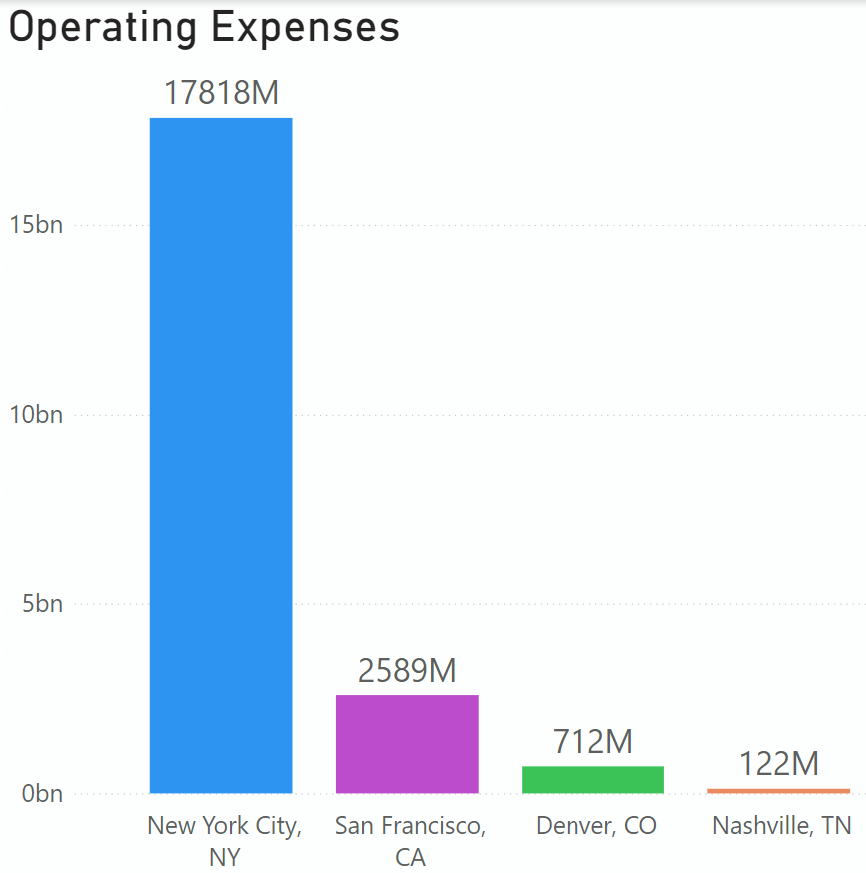 Operating Expenses
17818M
15bn
10bn
5bn
2589M
712M
122M
0bn
New York City,
NY
San Francisco,
CA
Denver, CO
Nashville, TN